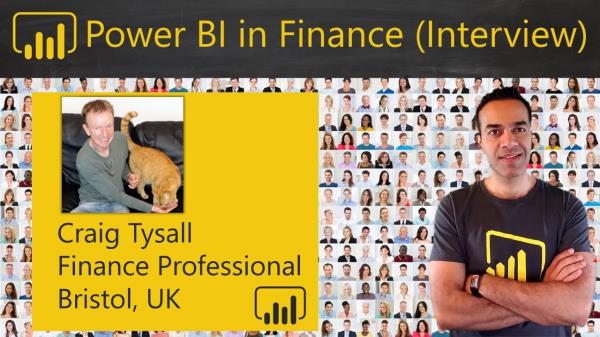 Power BI in Finance (Interview)
Craig Tysall
Finance Professional
Bristol, UK